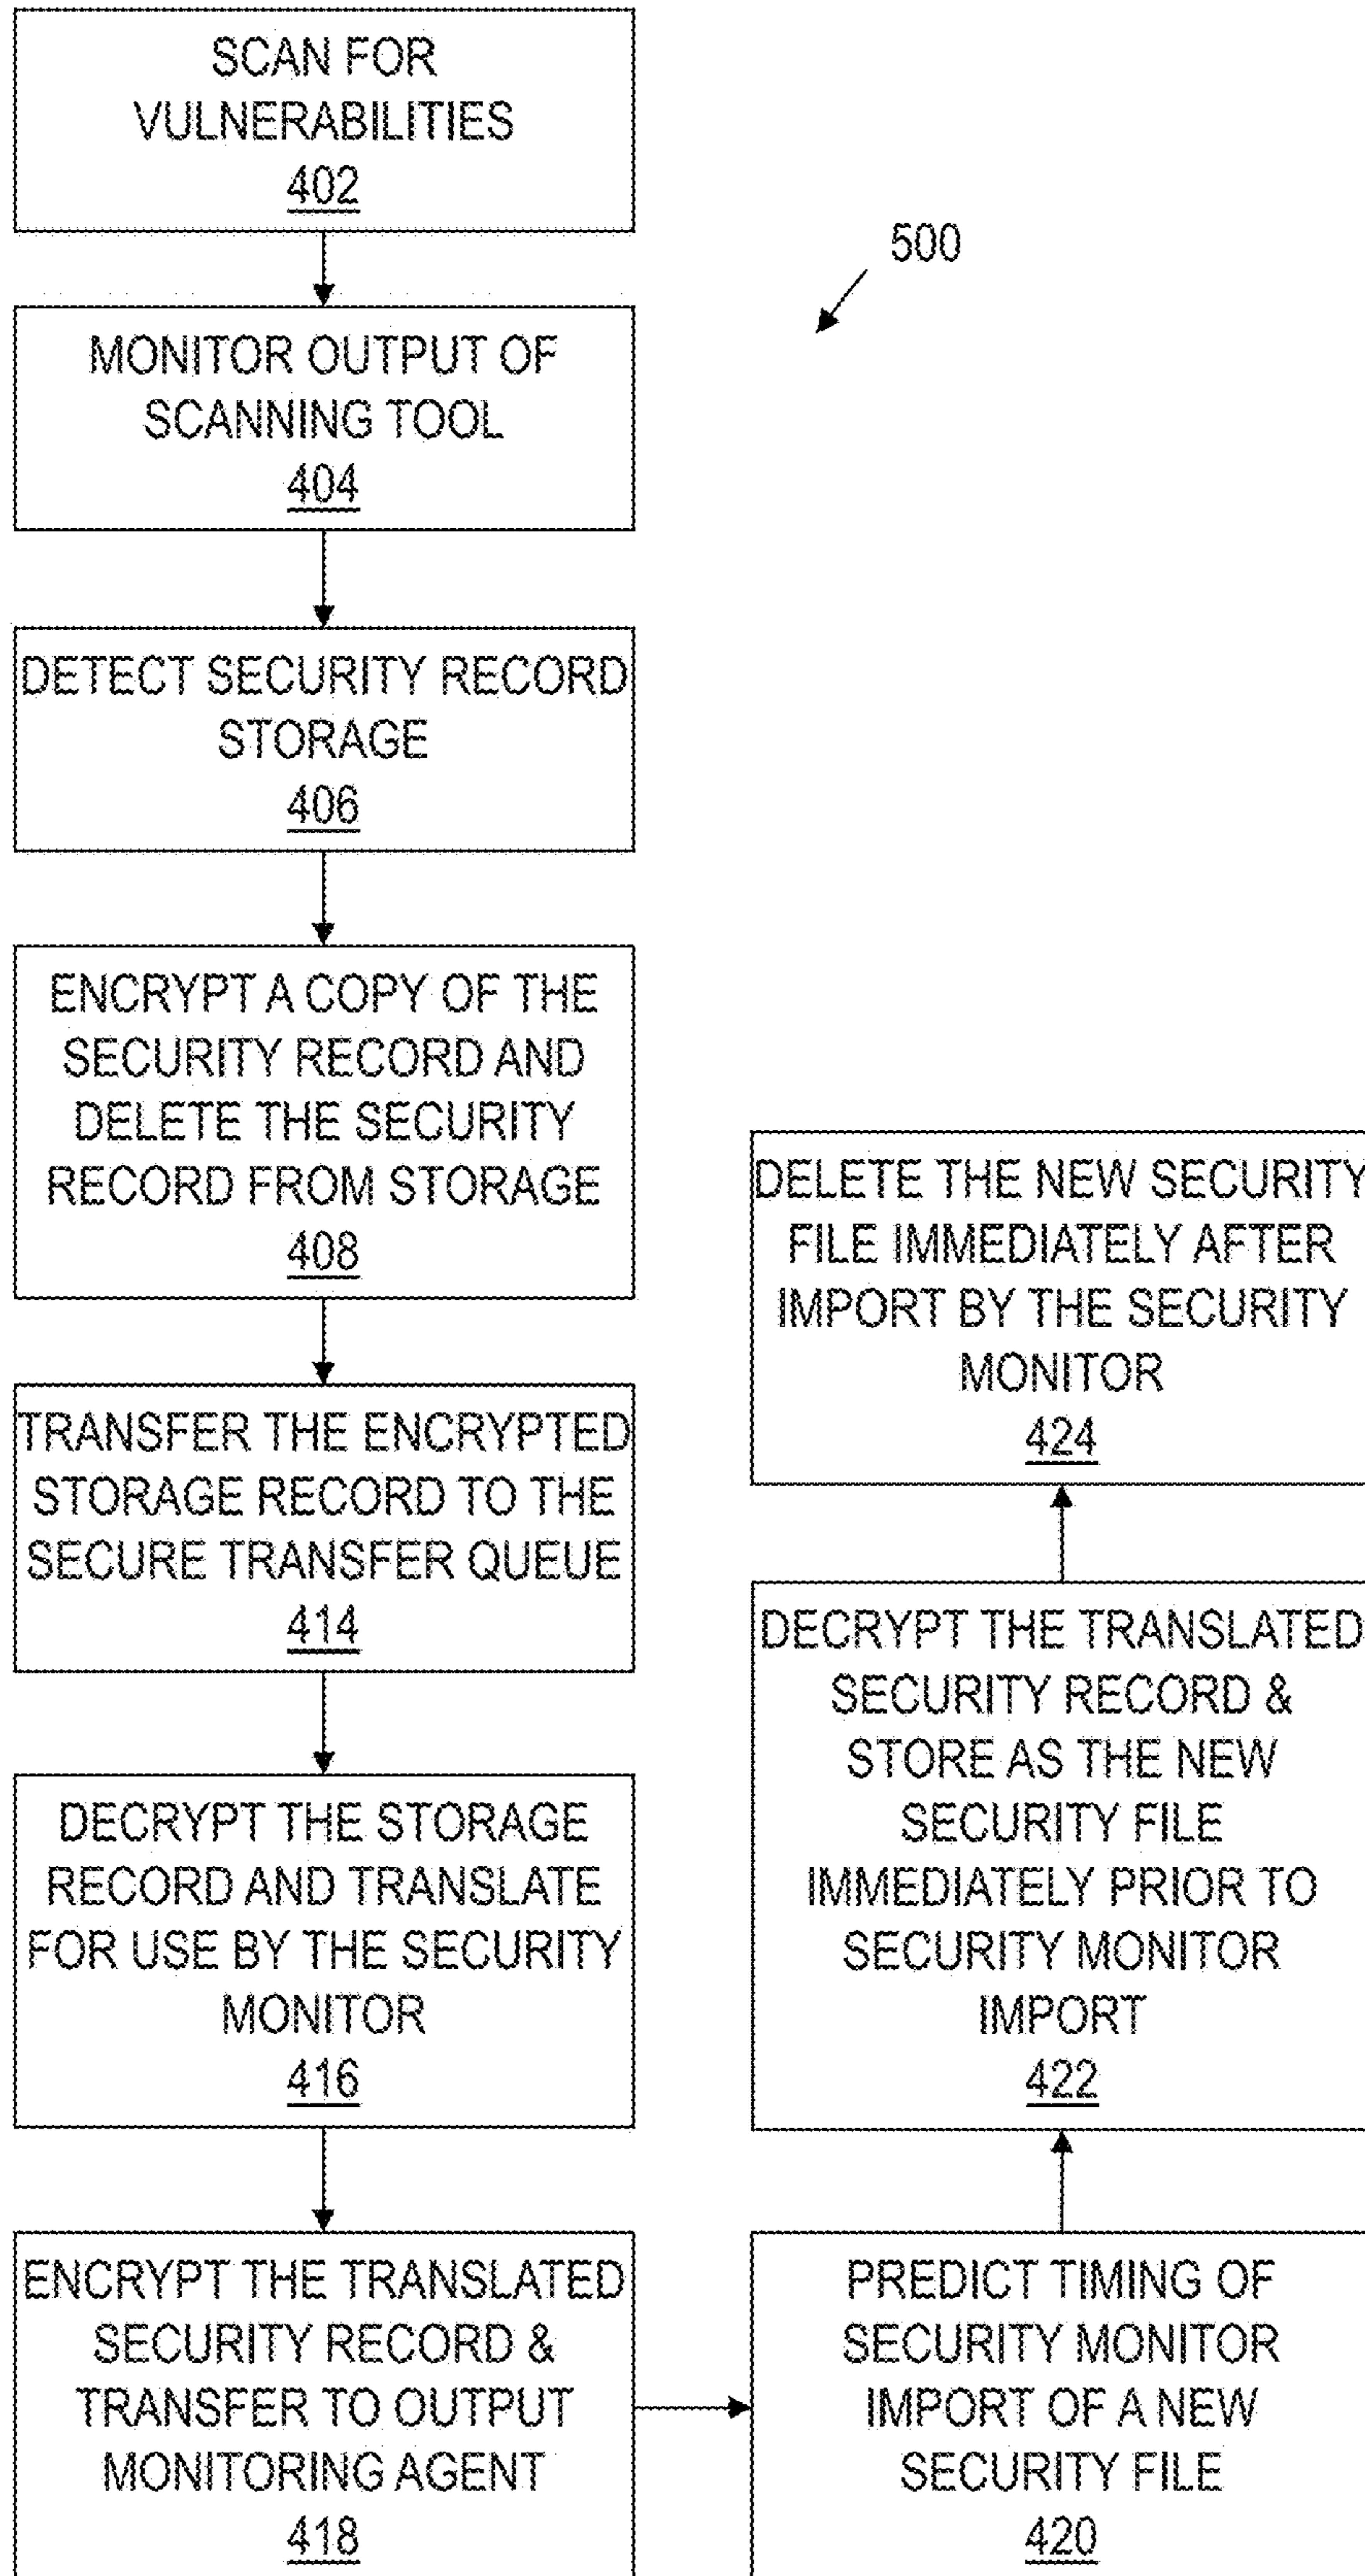 SCAN FOR
VULNERABILITIES
402
500
MONITOR OUTPUT OF
SCANNING TOOL
404
DETECT SECURITY RECORD
STORAGE
406
ENCRYPT A COPY OF THE
SECURITY RECORD AND
DELETE THE SECURITY
RECORD FROM STORAGE
408
TRANSFER THE ENCRYPTED
STORAGE RECORD TO THE
SECURE TRANSFER QUEUE
414
DECRYPT THE STORAGE
RECORD AND TRANSLATE
FOR USE BY THE SECURITY
MONITOR
416
ENCRYPT THE TRANSLATED
SECURITY RECORD &
TRANSFER TO OUTPUT
MONITORING AGENT
418
PREDICT TIMING OF
SECURITY MONITOR
IMPORT OF A NEW
SECURITY FILE
420
DECRYPT THE TRANSLATED
SECURITY RECORD &
STORE AS THE NEW
SECURITY FILE
IMMEDIATELY PRIOR TO
SECURITY MONITOR
IMPORT
422
DELETE THE NEW SECURITY
FILE IMMEDIATELY AFTER
IMPORT BY THE SECURITY
MONITOR
424